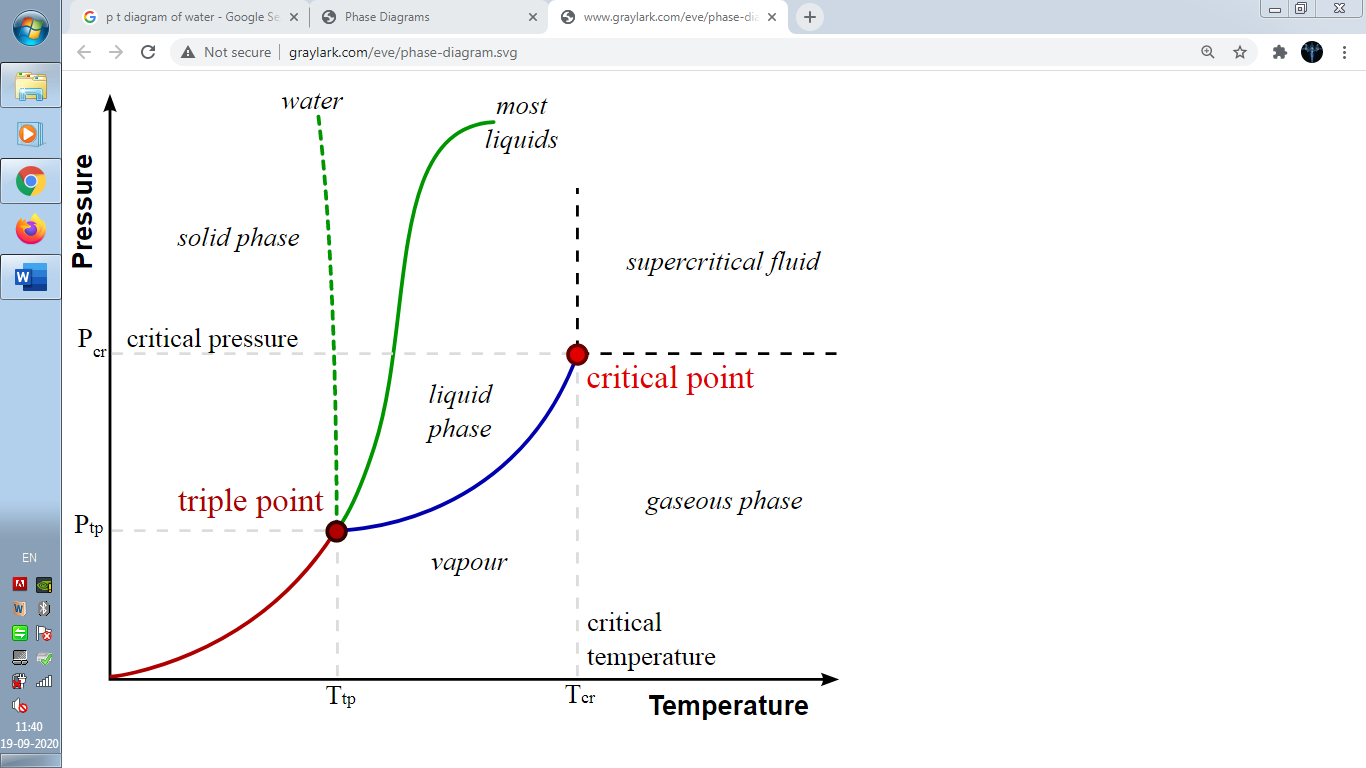 p t diagram of water - Google Se
Phase Diagrams
www.graylark.com/eve/phase-dia
Not secure
graylark.com/eve/phase-diagram.svg
water
most
liquids
Pressure
solid phase
supercritical fluid
Pcr
critical pressure
critical point
liquid
phase
triple point
gaseous phase
Ptp
vapour
critical
temperature
Ttp
Tcr
Temperature
W
EN
W
11:40
19-09-2020